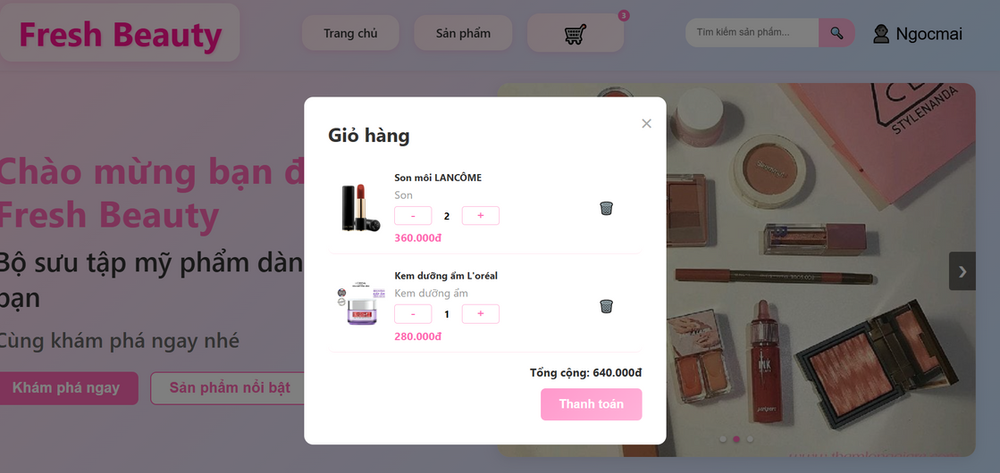 Fresh Beauty
Trang chủ
Sản phẩm
3
Tìm kiếm sản phẩm...
Ngocmai
Chào mừng bạn đ
Fresh Beauty
Bộ sưu tập mỹ phẩm dàn
bạn
Cùng khám phá ngay nhé
Khám phá ngay
Sản phẩm nổi bật
Giỏ hàng
×
Son môi LANCÔME
Son
- 2 +
360.000đ
Kem dưỡng ẩm L'oréal
Kem dưỡng ẩm
- 1 +
280.000đ
Tổng cộng: 640.000đ
Thanh toán
STYLENANDA
INK
peripera